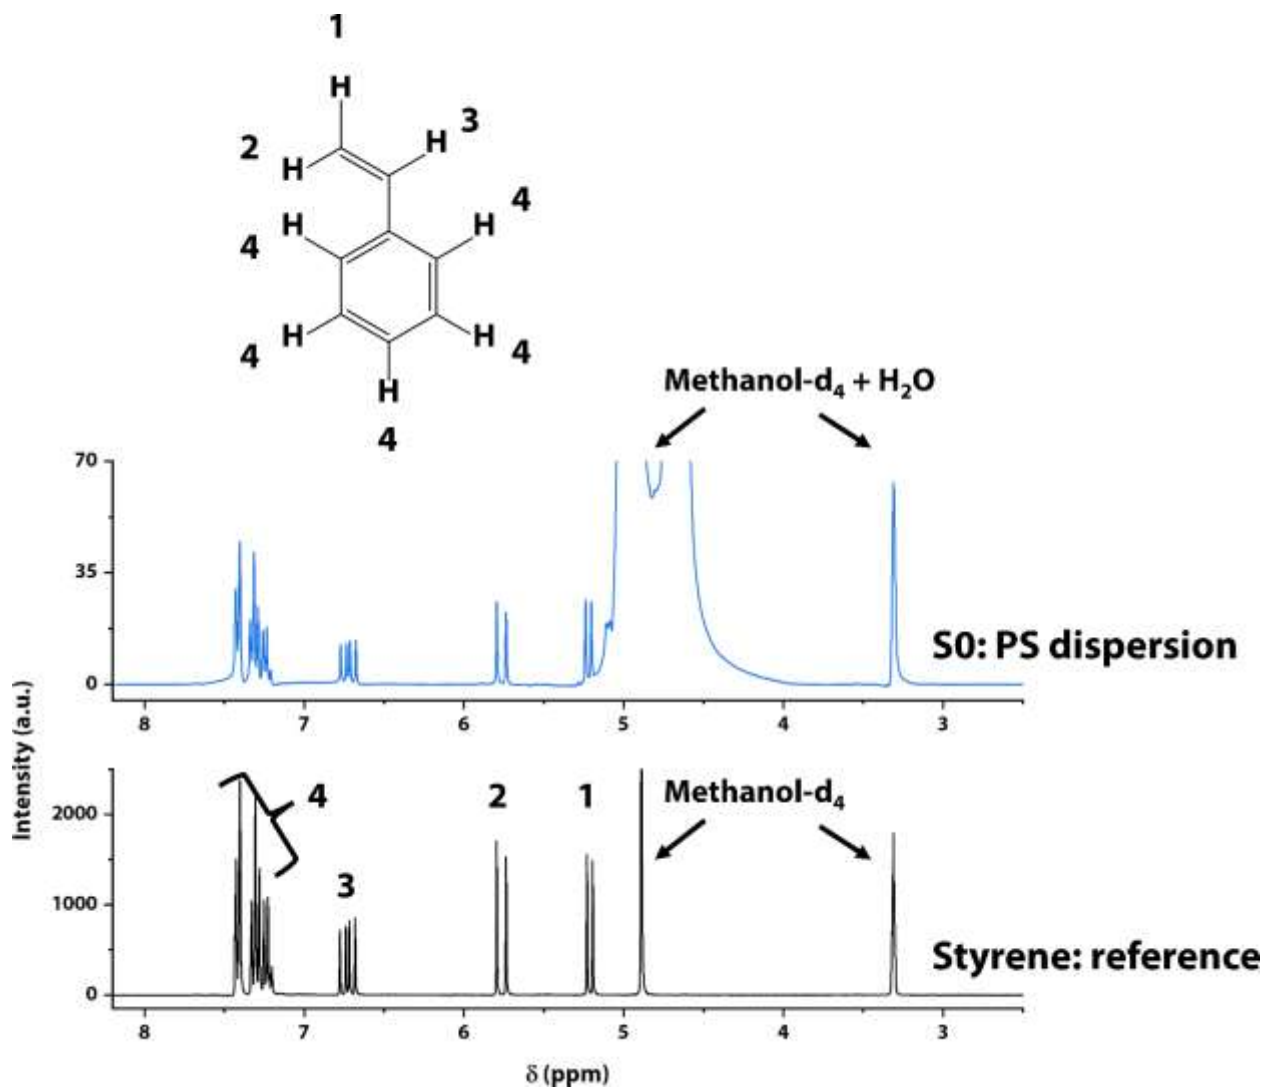 1
H
2
H
H
3
H
4
H
4
H
4
H
4
H
4
Methanol-d₄ + H₂O
70
35
0
S0: PS dispersion
8 7 6 5 4 3
Intensity (a.u.)
4
3
2
1
Methanol-d₄
2000
1000
0
Styrene: reference
8 7 6 5 4 3
δ (ppm)